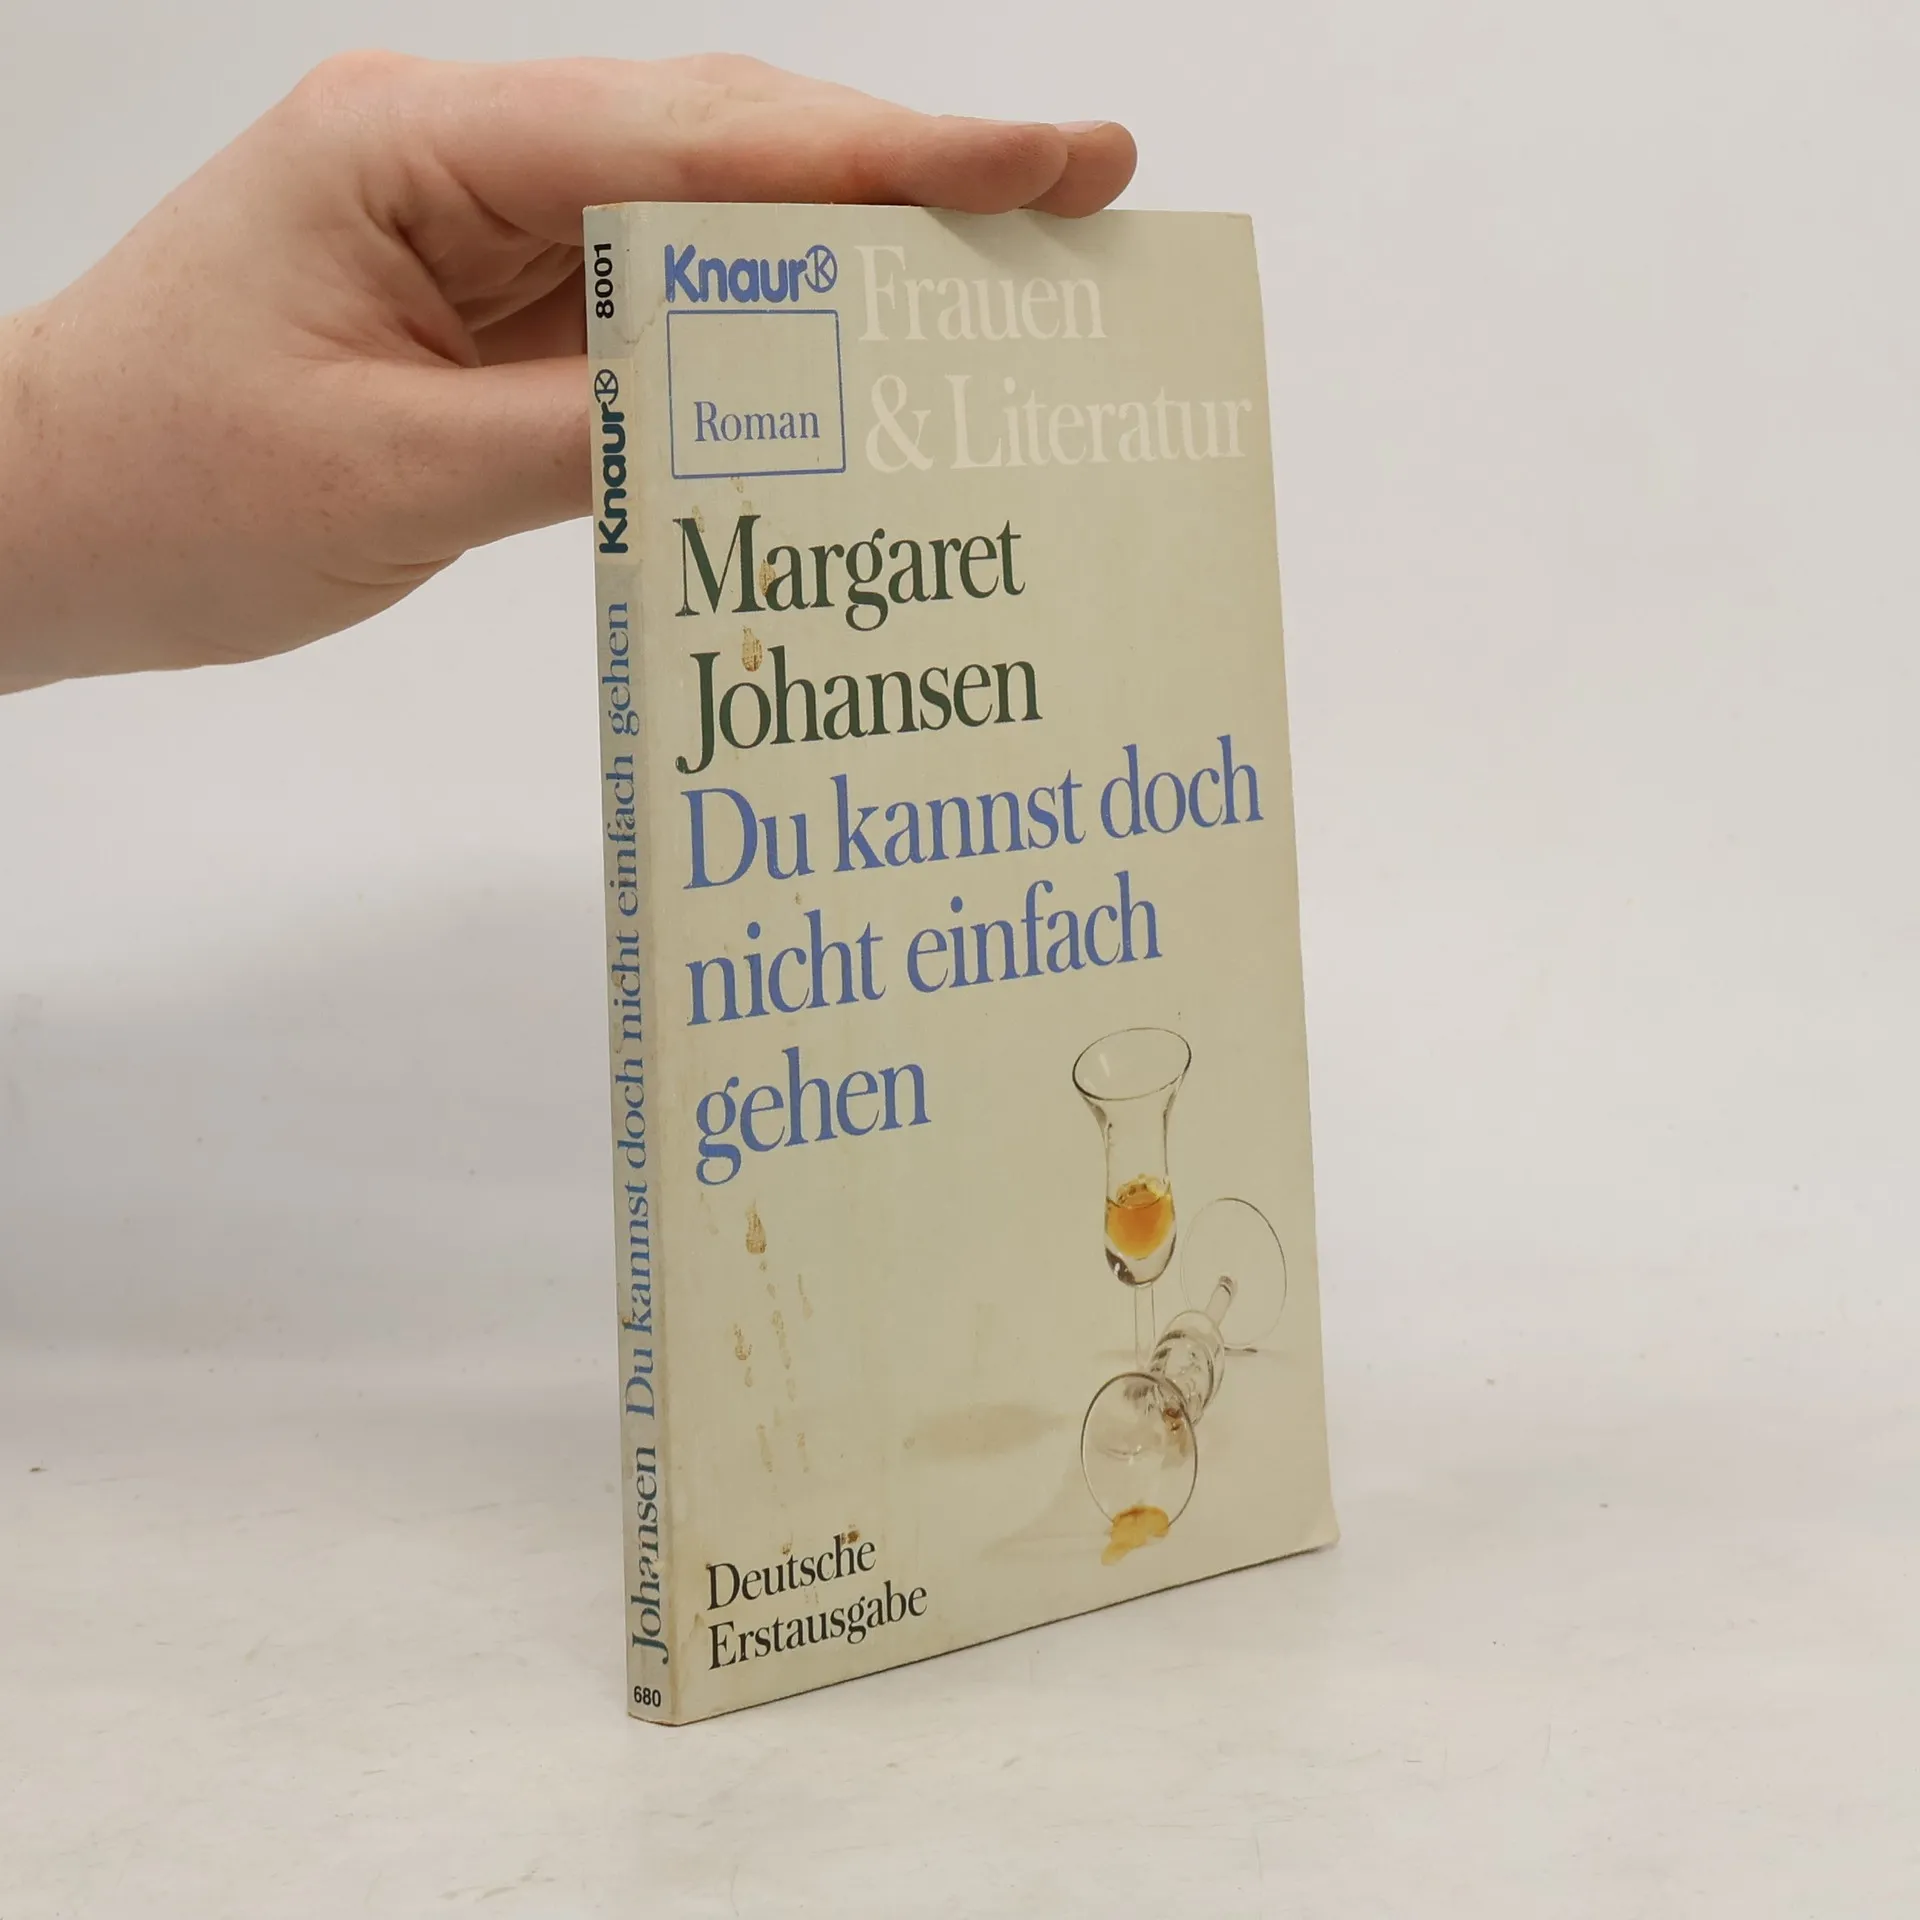 Knaur
Frauen
& Literatur
Roman
Margaret
Johansen
Du kannst doch
nicht einfach
gehen
Deutsche
Erstausgabe
8001
Knaur
Johansen Du kannst doch nicht einfach gehen
680